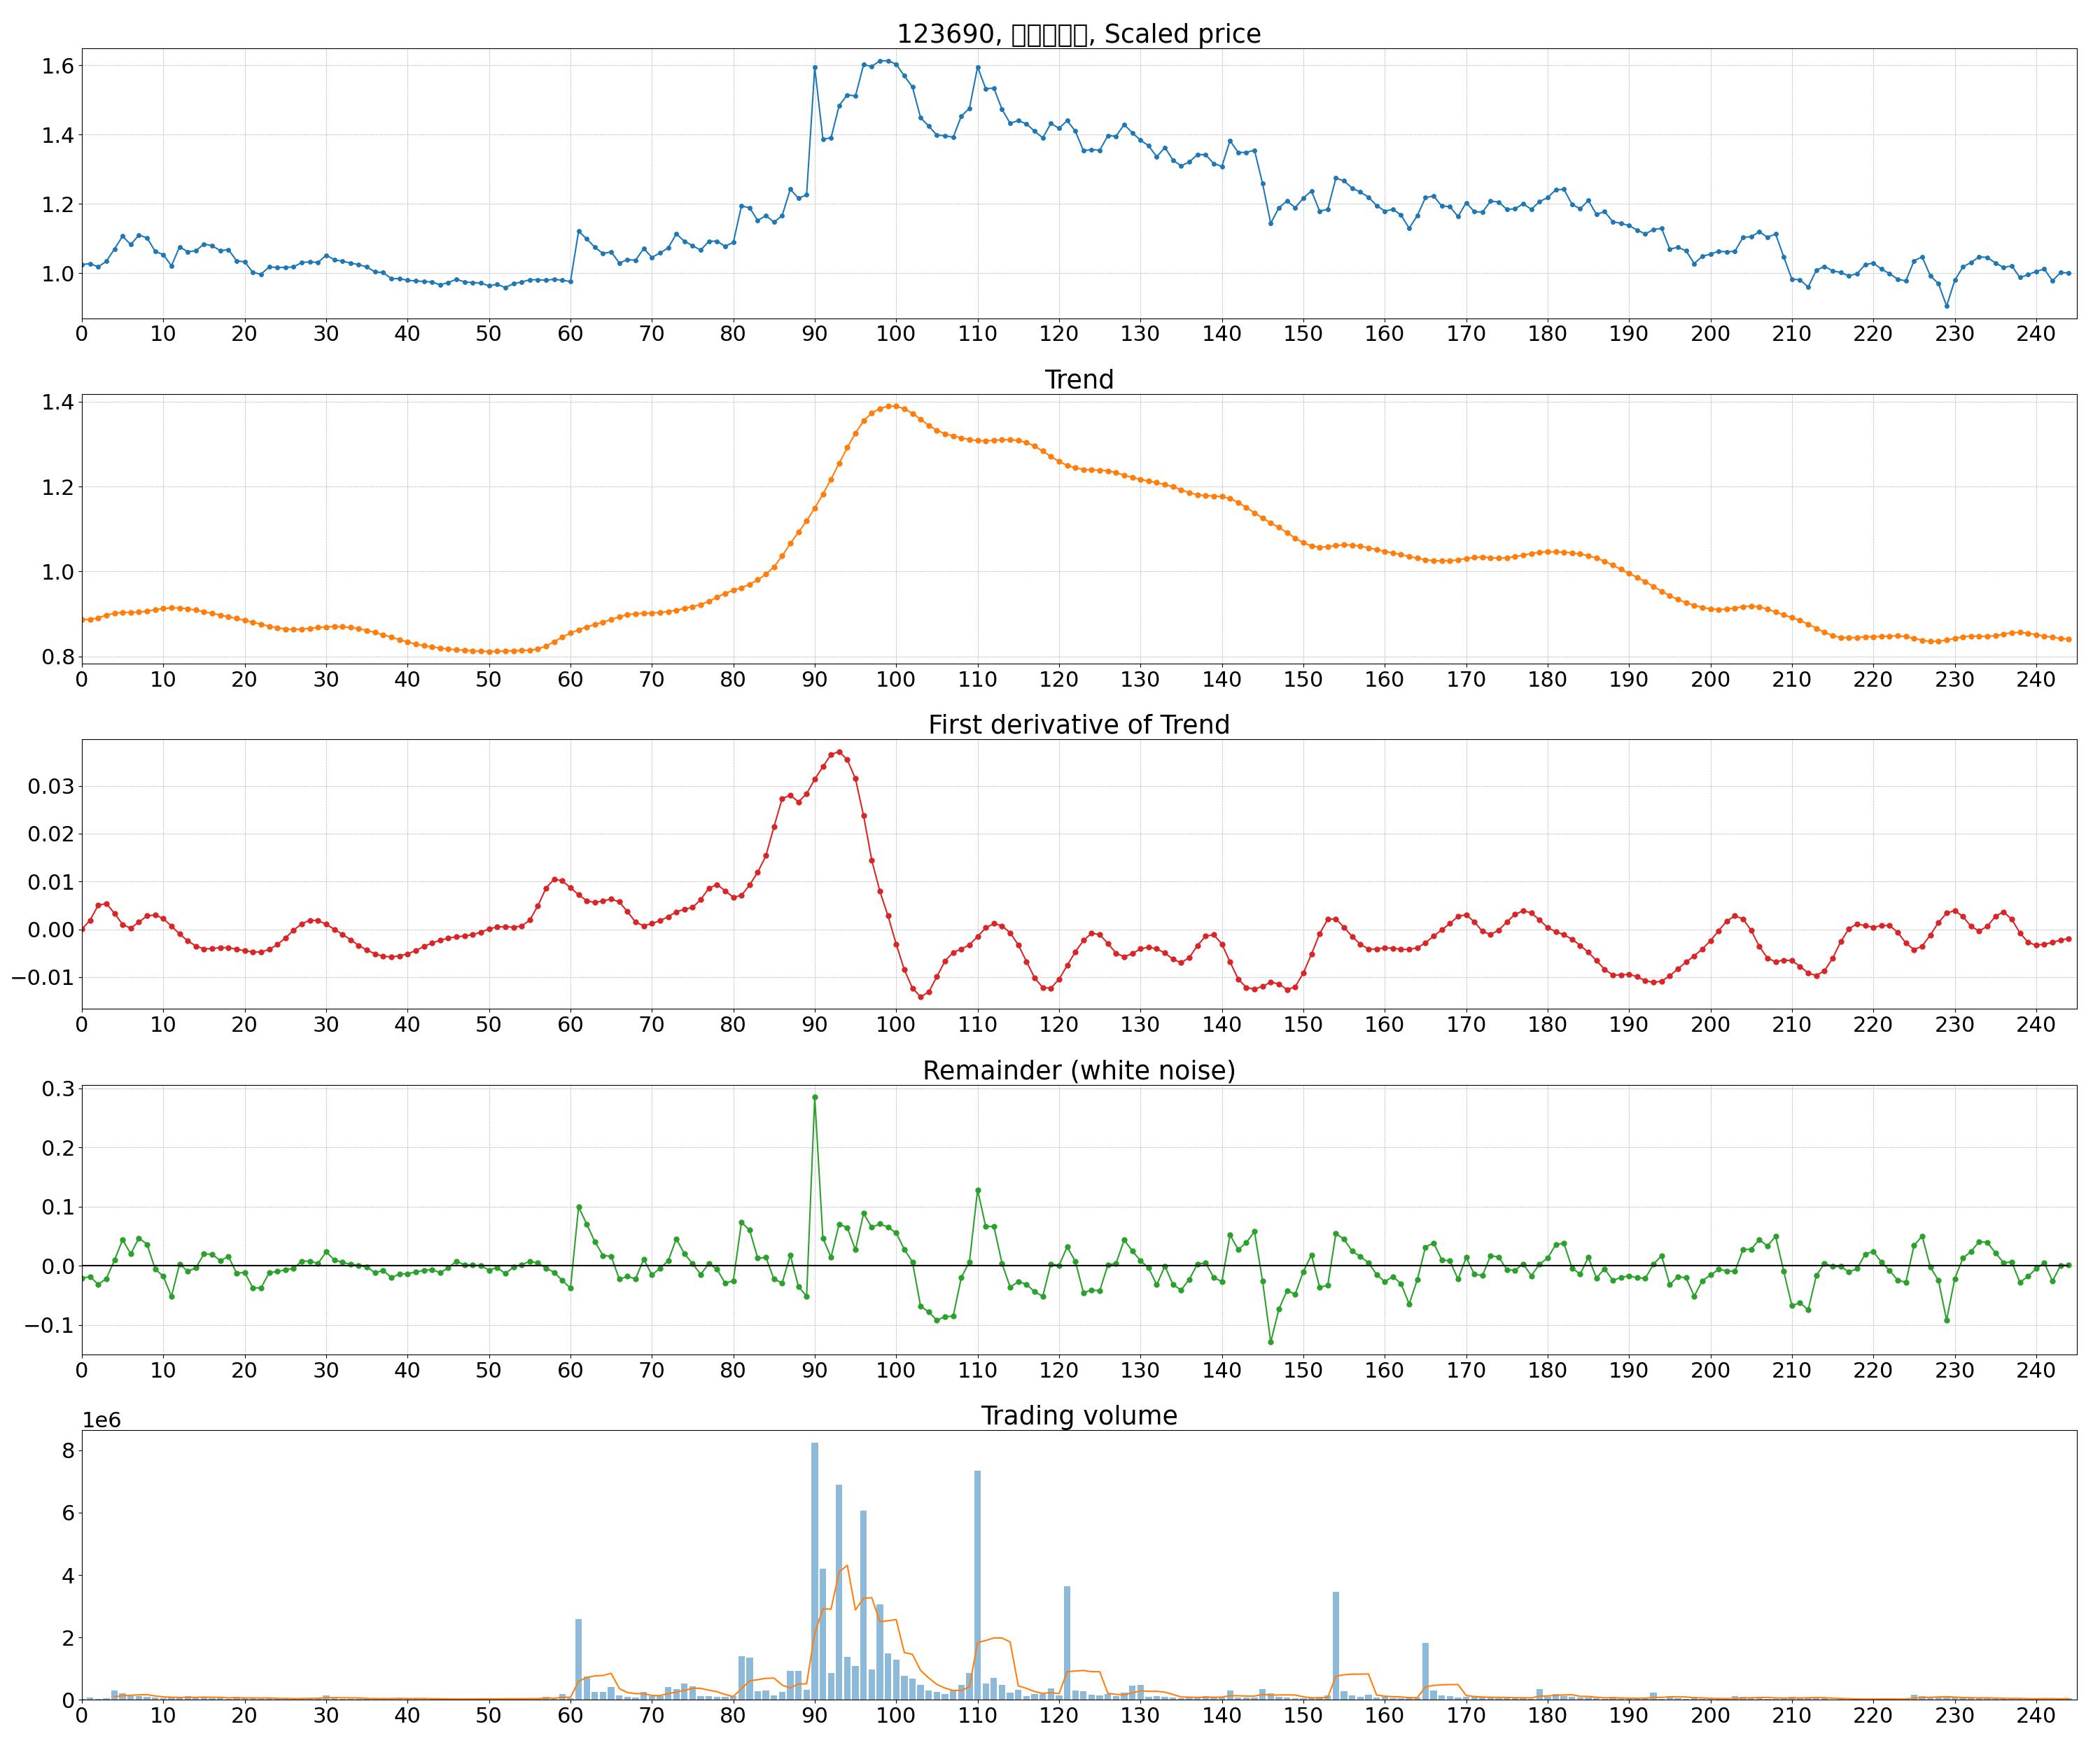 123690, □□□□□, Scaled price
1.6
1.4
1.2
1.0
0 10 20 30 40 50 60 70 80 90 100 110 120 130 140 150 160 170 180 190 200 210 220 230 240
Trend
1.4
1.2
1.0
0.8
0 10 20 30 40 50 60 70 80 90 100 110 120 130 140 150 160 170 180 190 200 210 220 230 240
First derivative of Trend
0.03
0.02
0.01
0.00
−0.01
0 10 20 30 40 50 60 70 80 90 100 110 120 130 140 150 160 170 180 190 200 210 220 230 240
Remainder (white noise)
0.3
0.2
0.1
0.0
−0.1
0 10 20 30 40 50 60 70 80 90 100 110 120 130 140 150 160 170 180 190 200 210 220 230 240
Trading volume
1e6
8
6
4
2
0
0 10 20 30 40 50 60 70 80 90 100 110 120 130 140 150 160 170 180 190 200 210 220 230 240